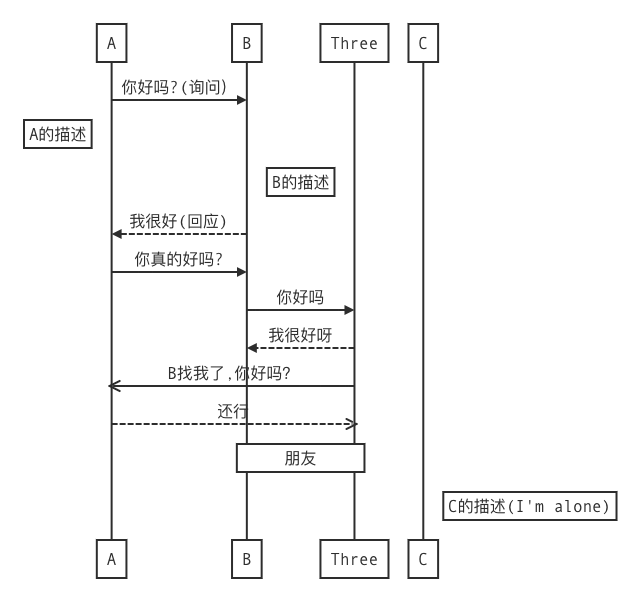 A
B
Three
C
你好吗?(询问)
A的描述
B的描述
我很好(回应)
你真的好吗?
你好吗
我很好呀
B找我了,你好吗?
还行
朋友
C的描述(I'm alone)
A
B
Three
C